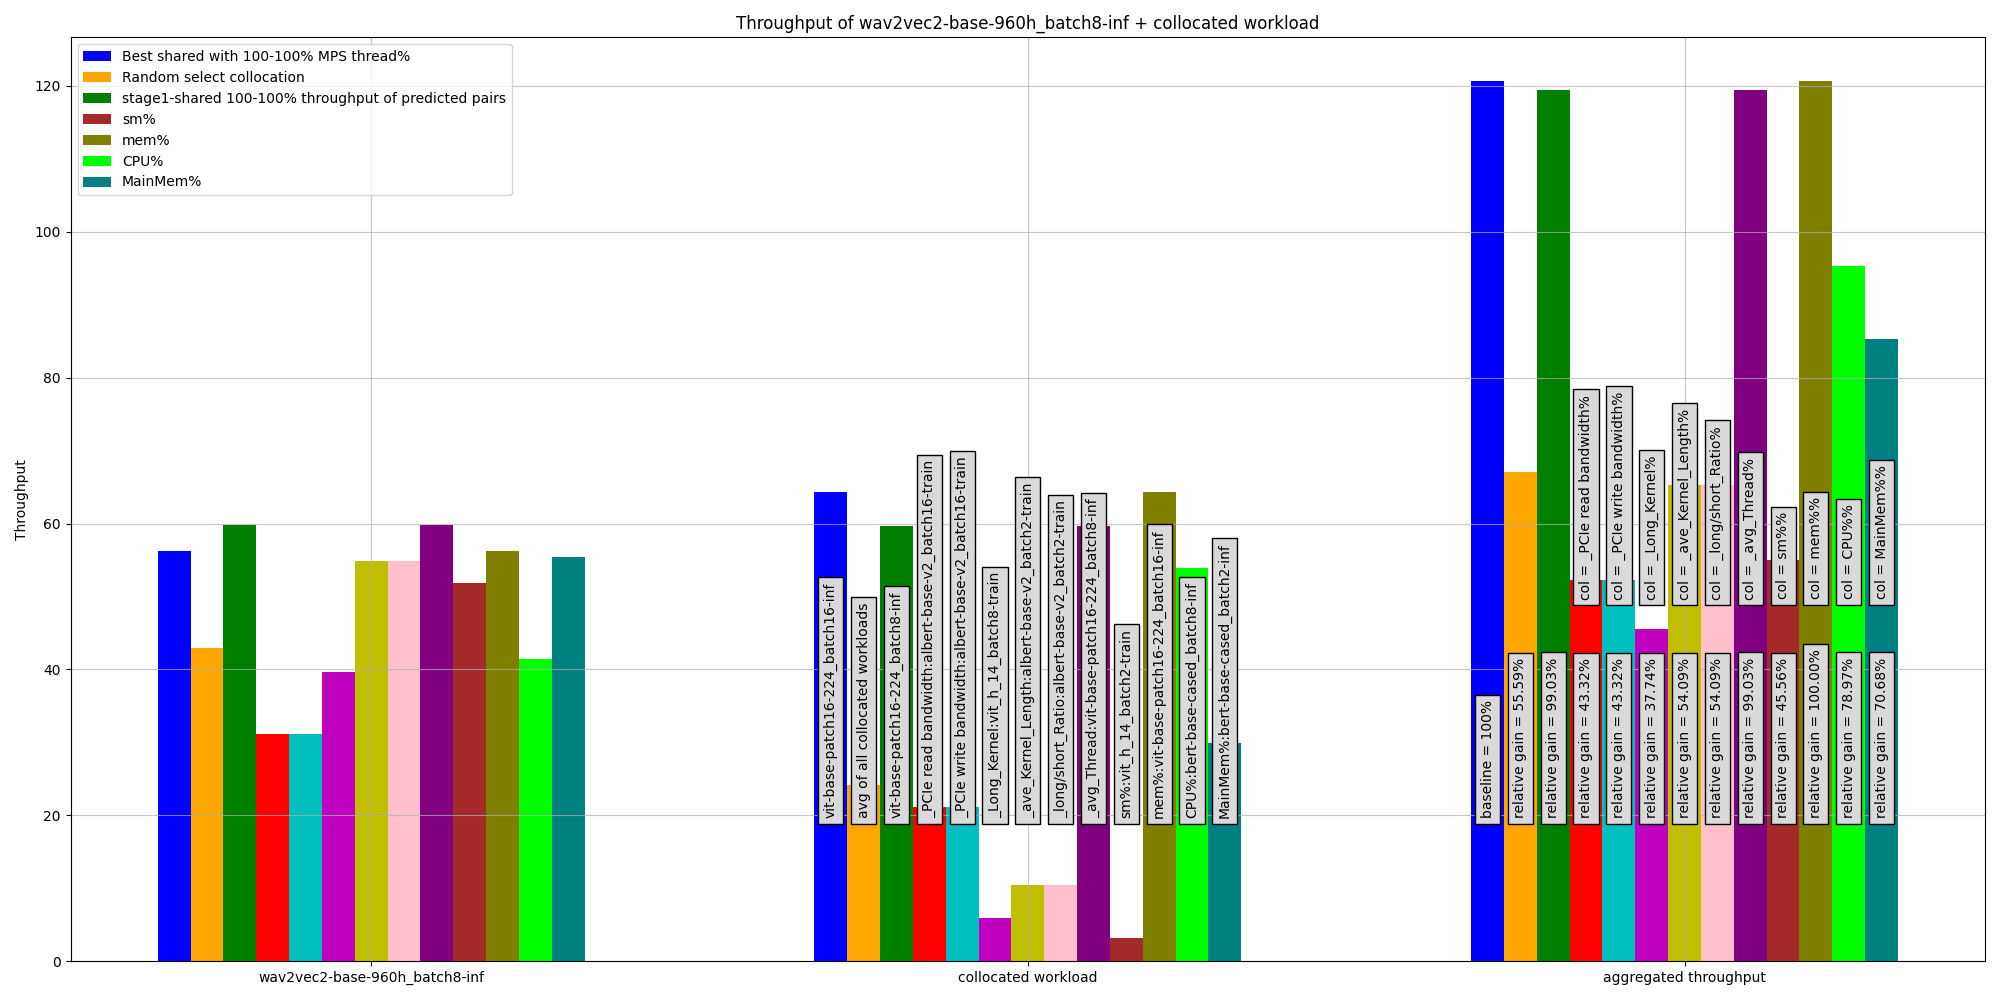 Throughput of wav2vec2-base-960h_batch8-inf + collocated workload
Best shared with 100-100% MPS thread%
Random select collocation
stage1-shared 100-100% throughput of predicted pairs
sm%
mem%
CPU%
MainMem%
Throughput
0
20
40
60
80
100
120
vit-base-patch16-224_batch16-inf
avg of all collocated workloads
vit-base-patch16-224_batch8-inf
_PCIe read bandwidth:albert-base-v2_batch16-train
_PCIe write bandwidth:albert-base-v2_batch16-train
_Long_Kernel:vit_h_14_batch8-train
_ave_Kernel_Length:albert-base-v2_batch2-train
_long/short_Ratio:albert-base-v2_batch2-train
_avg_Thread:vit-base-patch16-224_batch8-inf
sm%:vit_h_14_batch2-train
mem%:vit-base-patch16-224_batch16-inf
CPU%:bert-base-cased_batch8-inf
MainMem%:bert-base-cased_batch2-inf
col = _PCIe read bandwidth%
col = _PCIe write bandwidth%
col = _Long_Kernel%
col = _ave_Kernel_Length%
col = _long/short_Ratio%
col = _avg_Thread%
col = sm%%
col = mem%%
col = CPU%%
col = MainMem%%
baseline = 100%
relative gain = 55.59%
relative gain = 99.03%
relative gain = 43.32%
relative gain = 43.32%
relative gain = 37.74%
relative gain = 54.09%
relative gain = 54.09%
relative gain = 99.03%
relative gain = 45.56%
relative gain = 100.00%
relative gain = 78.97%
relative gain = 70.68%
wav2vec2-base-960h_batch8-inf
collocated workload
aggregated throughput